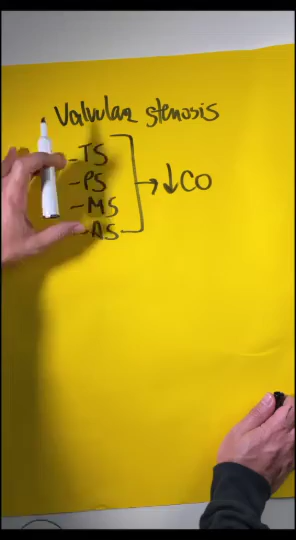 Valvular stenosis
-TS
-PS
-MS
-AS
→ ↓CO